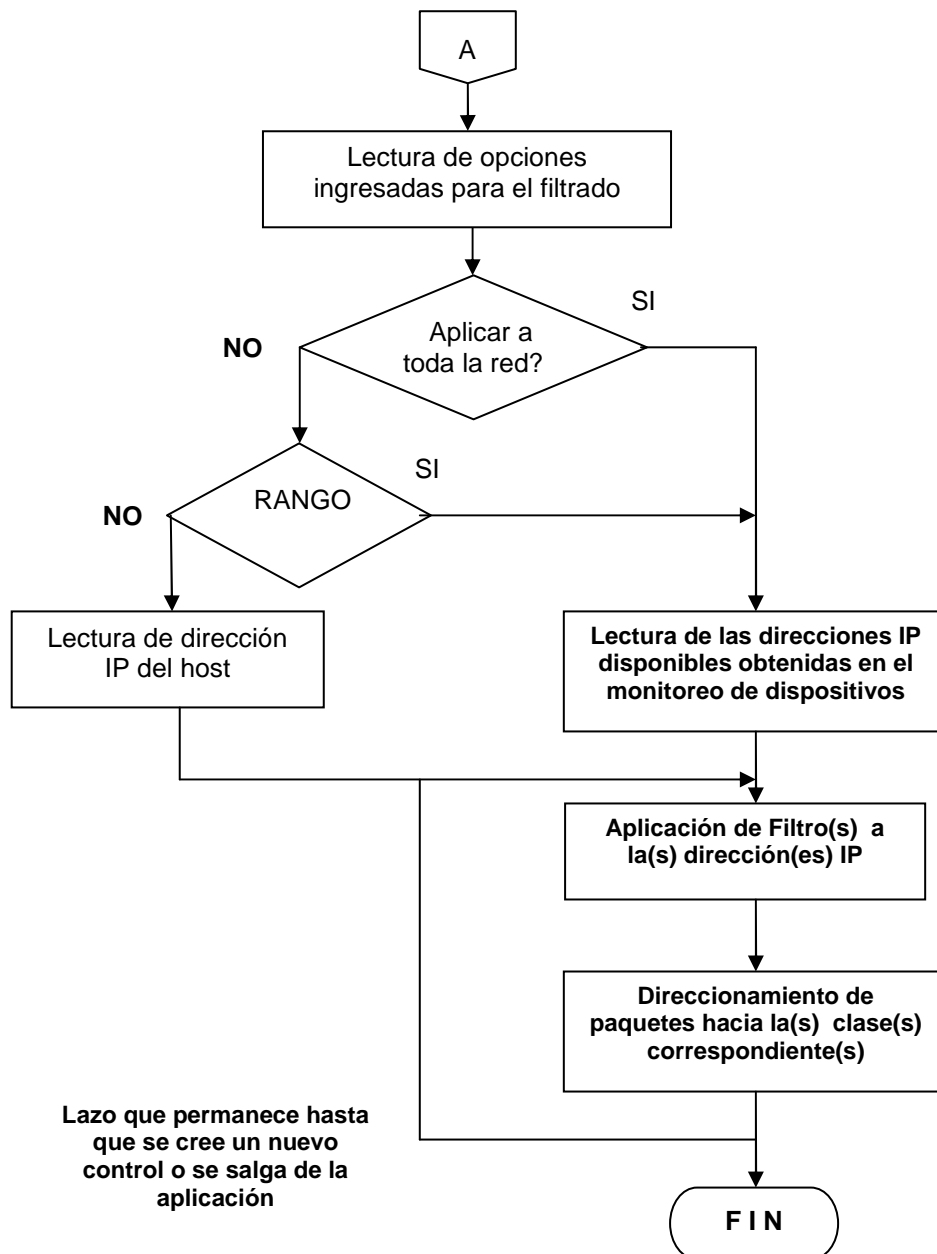 A
Lectura de opciones
ingresadas para el filtrado
SI
Aplicar a
toda la red?
NO
SI
RANGO
NO
Lectura de dirección
IP del host
Lectura de las direcciones IP
disponibles obtenidas en el
monitoreo de dispositivos
Aplicación de Filtro(s) a
la(s) dirección(es) IP
Direccionamiento de
paquetes hacia la(s) clase(s)
correspondiente(s)
Lazo que permanece hasta
que se cree un nuevo
control o se salga de la
aplicación
F I N